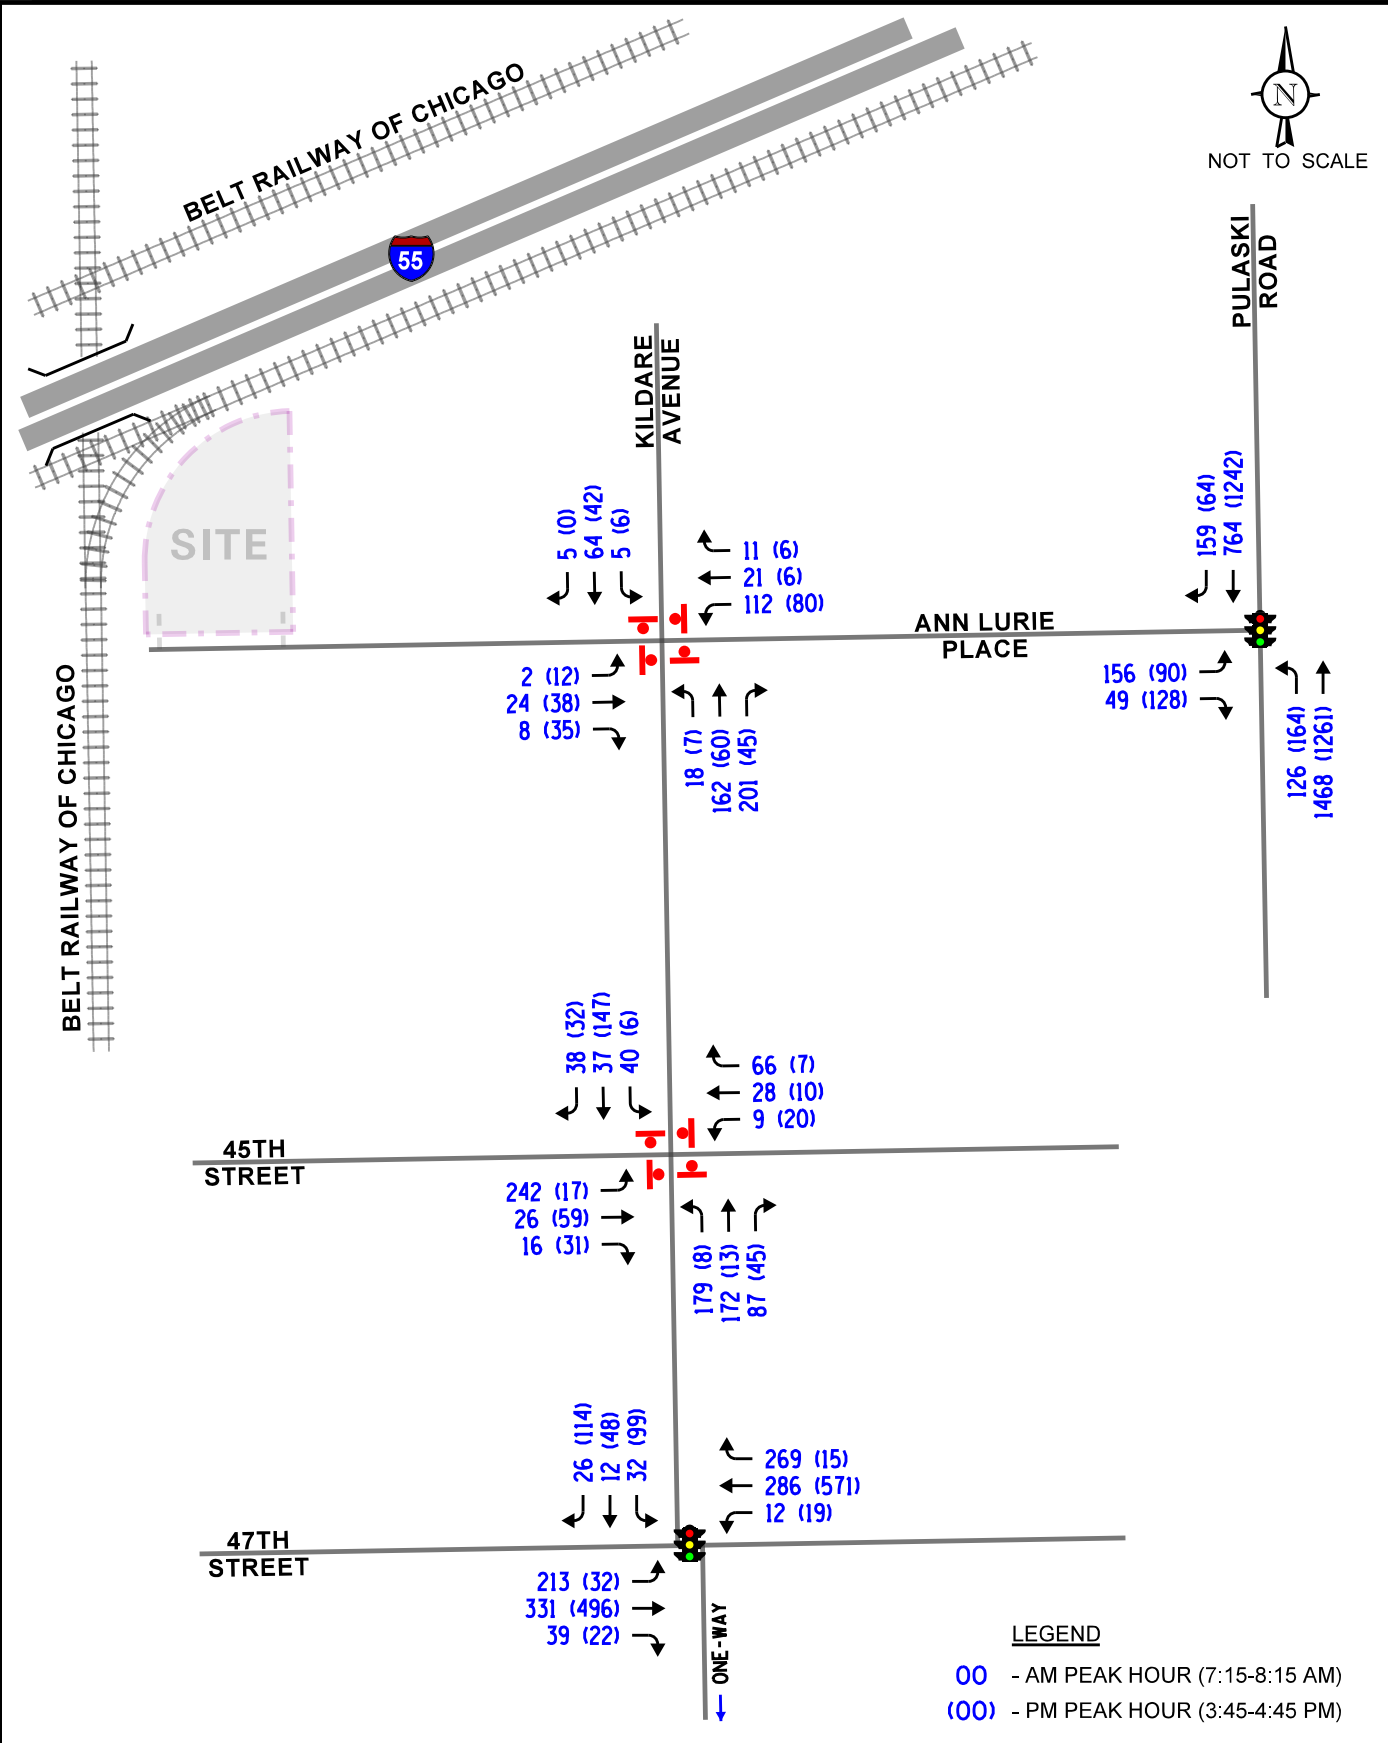 BELT RAILWAY OF CHICAGO
55
N
NOT TO SCALE
PULASKI
ROAD
KILDARE
AVENUE
SITE
5 (0)
64 (42)
5 (6)
11 (6)
21 (6)
112 (80)
159 (64)
764 (1242)
ANN LURIE
PLACE
2 (12)
24 (38)
8 (35)
18 (7)
162 (60)
201 (45)
156 (90)
49 (128)
126 (164)
1468 (1261)
BELT RAILWAY OF CHICAGO
38 (32)
37 (147)
40 (6)
66 (7)
28 (10)
9 (20)
45TH
STREET
242 (17)
26 (59)
16 (31)
179 (8)
172 (13)
87 (45)
26 (114)
12 (48)
32 (99)
269 (15)
286 (571)
12 (19)
47TH
STREET
213 (32)
331 (496)
39 (22)
ONE-WAY
LEGEND
00 - AM PEAK HOUR (7:15-8:15 AM)
(00) - PM PEAK HOUR (3:45-4:45 PM)